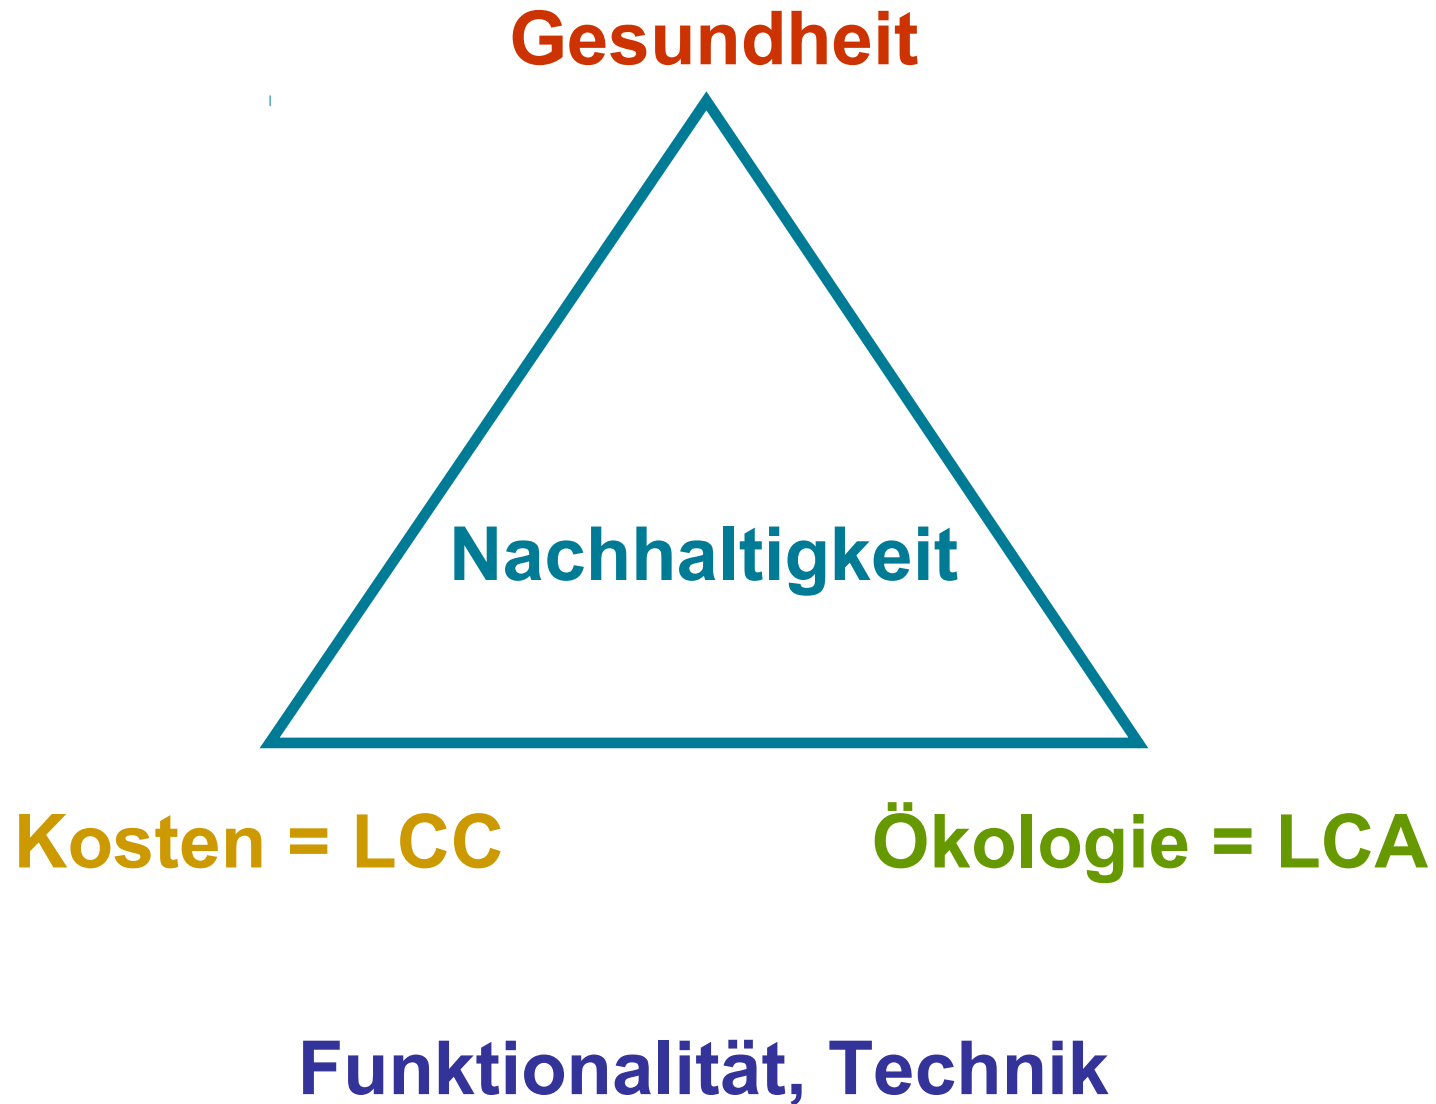 Gesundheit
Nachhaltigkeit
Kosten = LCC
Ökologie = LCA
Funktionalität, Technik